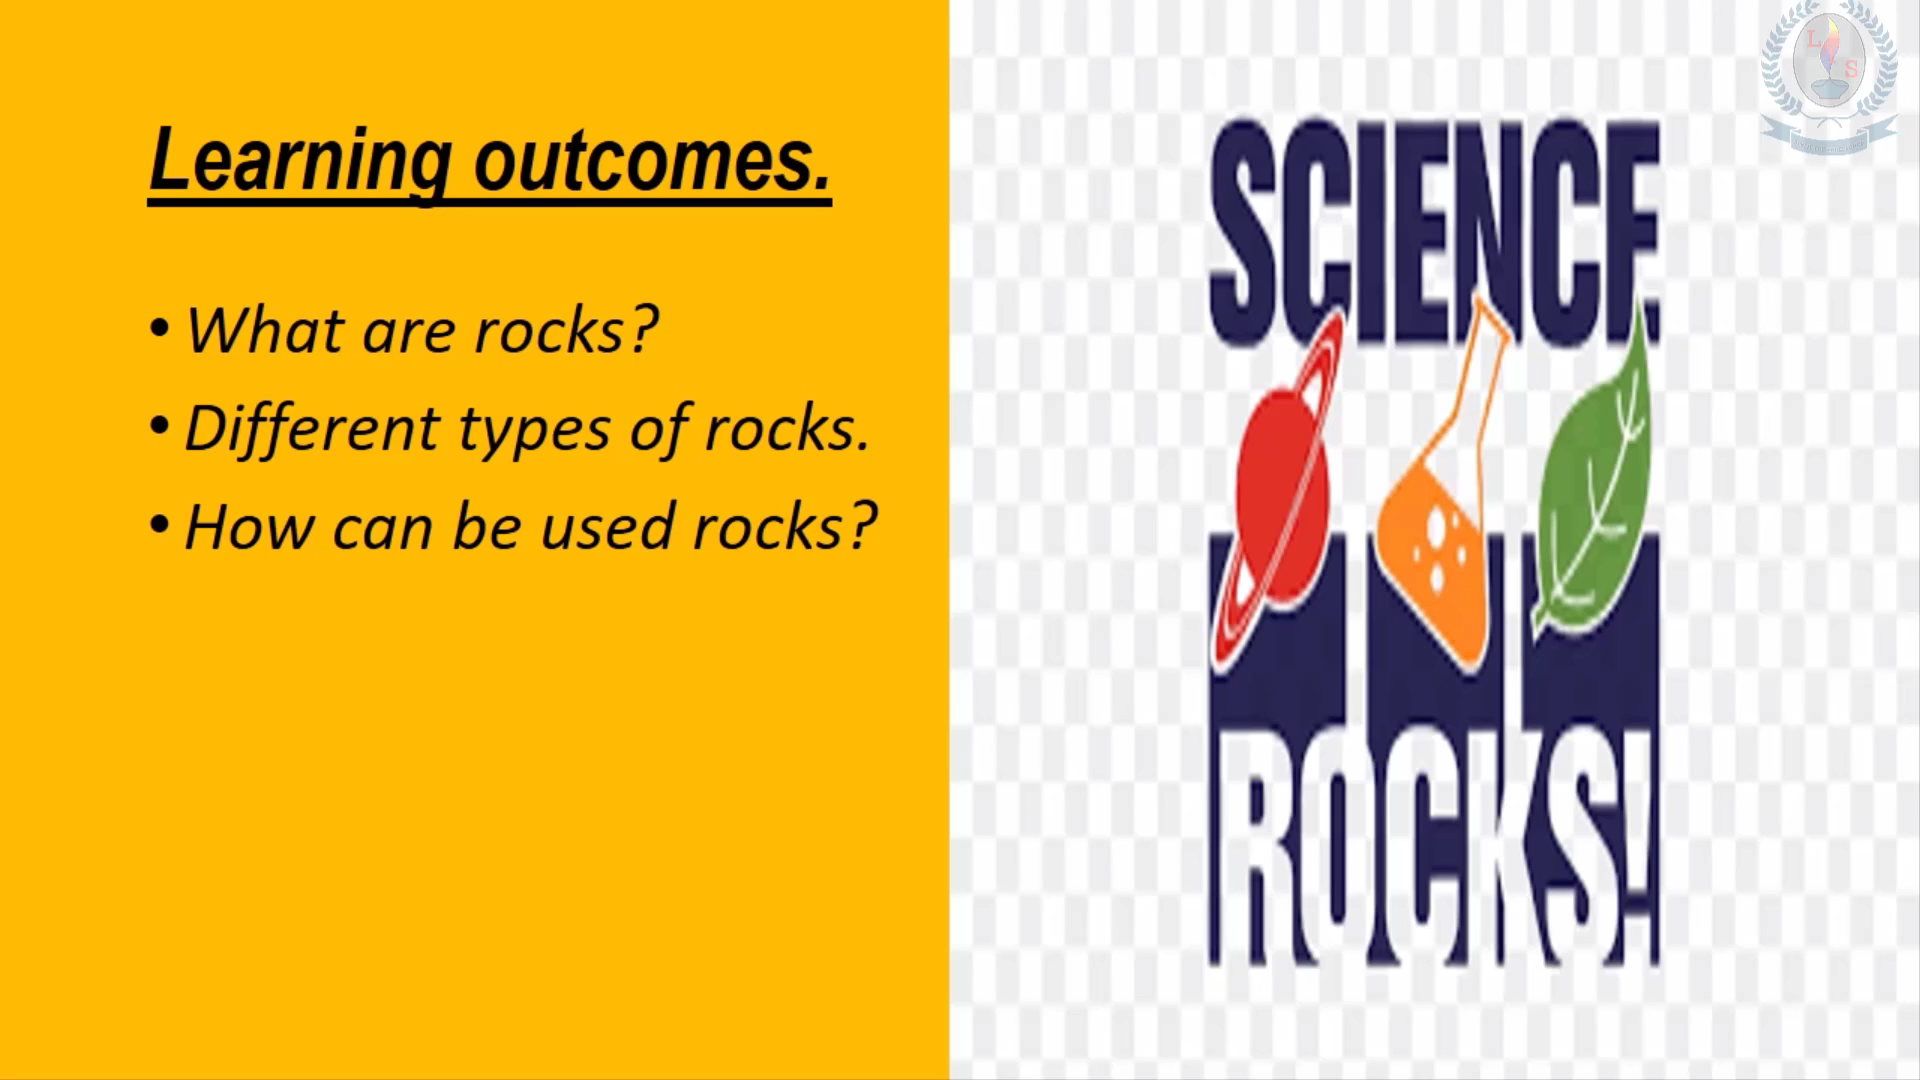 Learning outcomes.
• What are rocks?
• Different types of rocks.
• How can be used rocks?
SCIENCE
ROCKS!
L
S